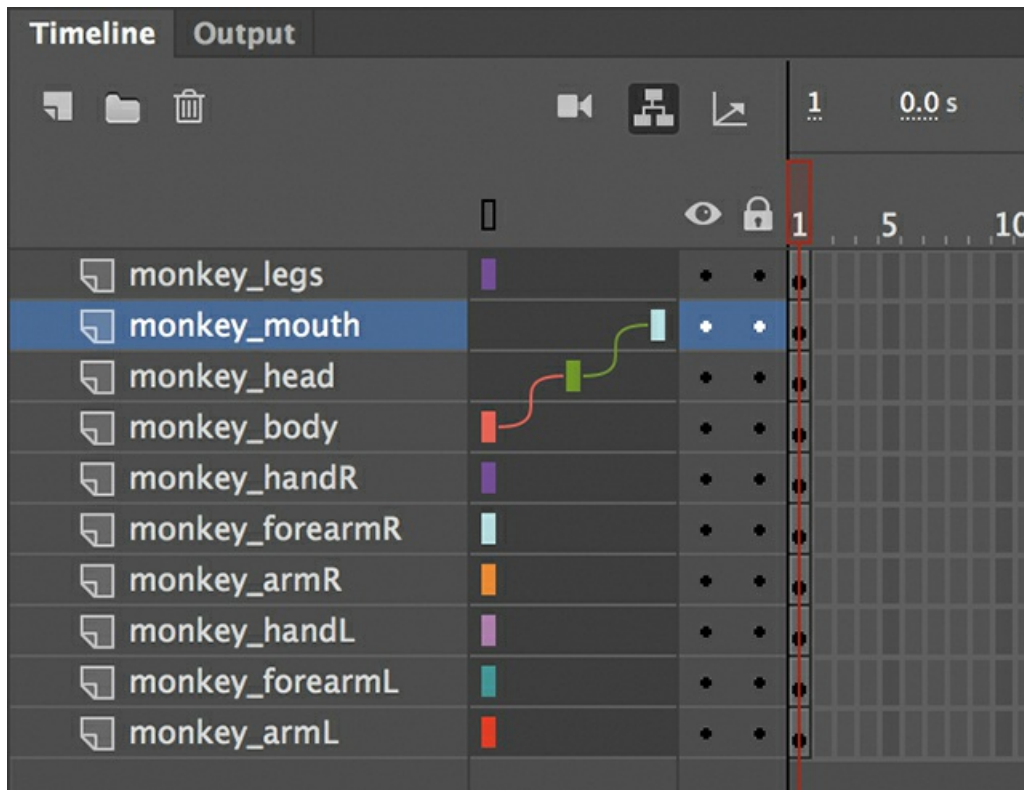 Timeline Output
1 0.0 s
1 5 10
monkey_legs
monkey_mouth
monkey_head
monkey_body
monkey_handR
monkey_forearmR
monkey_armR
monkey_handL
monkey_forearmL
monkey_armL